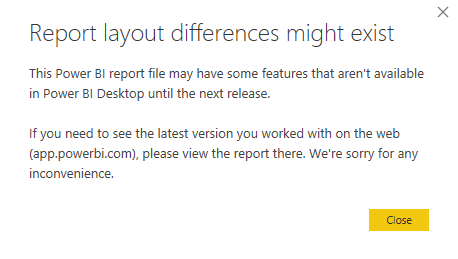 Report layout differences might exist
This Power BI report file may have some features that aren't available
in Power BI Desktop until the next release.
If you need to see the latest version you worked with on the web
(app.powerbi.com), please view the report there. We're sorry for any
inconvenience.
Close